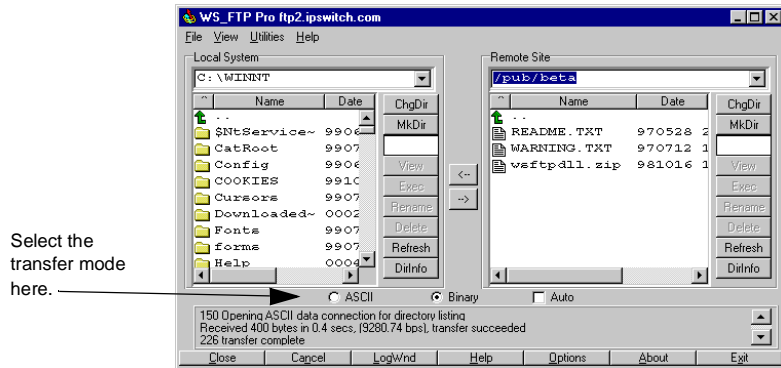 WS_FTP Pro ftp2.ipswitch.com
File View Utilities Help
Local System
C:\WINNT
^ Name Date
..
$NtService~ 9906
CatRoot 9907
Config 9906
COOKIES 9910
Cursors 9907
Downloaded~ 0002
Fonts 9907
forms 9907
Help 0004
ChgDir
MkDir
View
Exec
Rename
Delete
Refresh
DirInfo
<--
-->
Remote Site
/pub/beta
^ Name Date
..
README.TXT 970528 2
WARNING.TXT 970712 1
wsftpdll.zip 981016 1
ChgDir
MkDir
View
Exec
Rename
Delete
Refresh
DirInfo
Select the
transfer mode
here.
ASCII Binary Auto
150 Opening ASCII data connection for directory listing
Received 400 bytes in 0.4 secs, (9280.74 bps), transfer succeeded
226 transfer complete
Close Cancel LogWnd Help Options About Exit